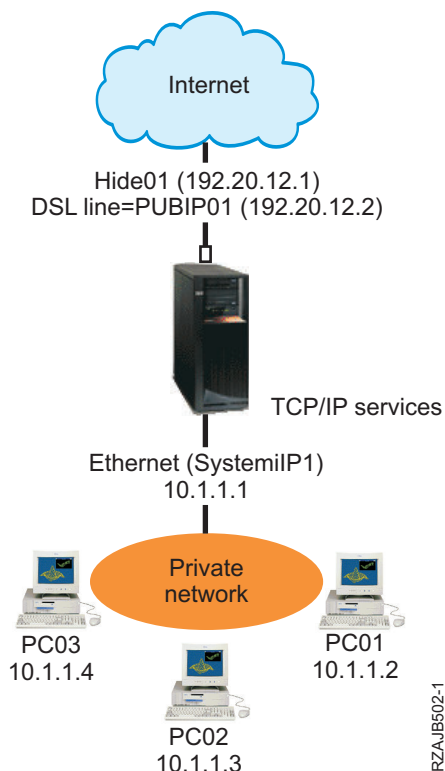 Internet
Hide01 (192.20.12.1)
DSL line=PUBIP01 (192.20.12.2)
TCP/IP services
Ethernet (SystemiIP1)
10.1.1.1
Private
network
PC03
10.1.1.4
PC01
10.1.1.2
PC02
10.1.1.3
RZAJB502-1